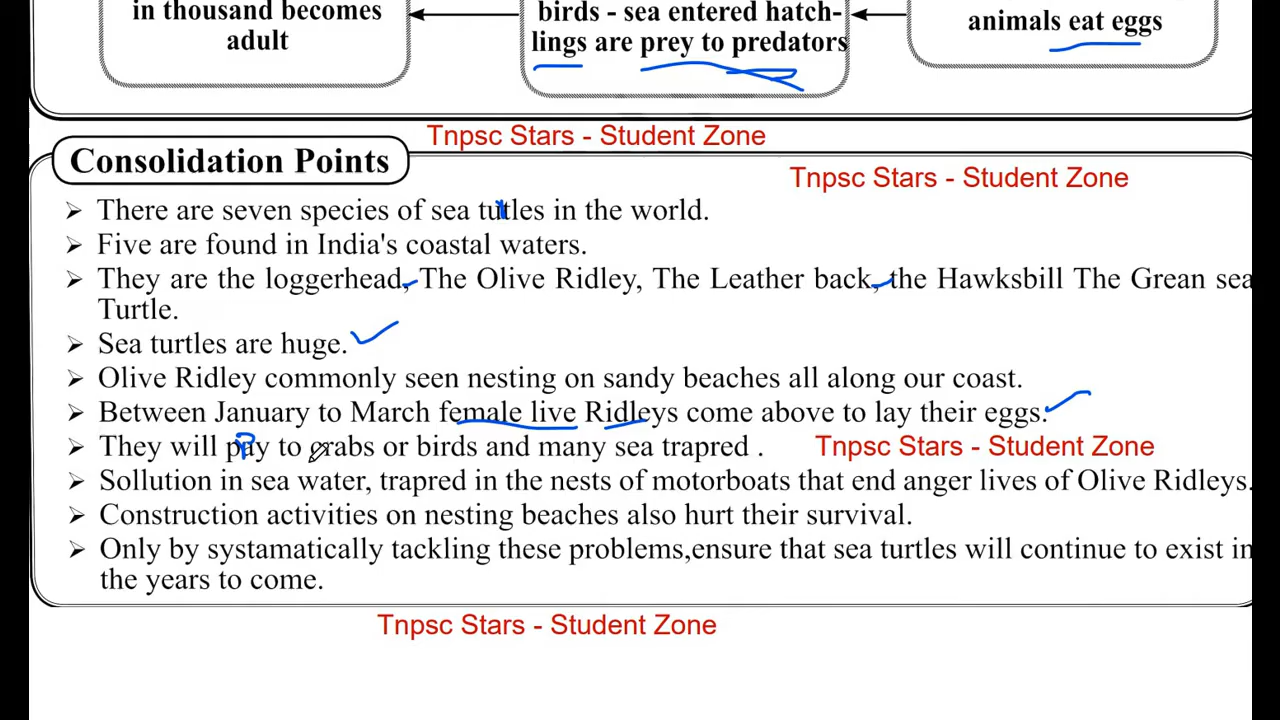 in thousand becomes
adult
birds - sea entered hatch-
lings are prey to predators
animals eat eggs
Tnpsc Stars - Student Zone
Consolidation Points
Tnpsc Stars - Student Zone
➢ There are seven species of sea tutles in the world.
➢ Five are found in India's coastal waters.
➢ They are the loggerhead, The Olive Ridley, The Leather back, the Hawksbill The Grean sea
Turtle.
➢ Sea turtles are huge.
➢ Olive Ridley commonly seen nesting on sandy beaches all along our coast.
➢ Between January to March female live Ridleys come above to lay their eggs.
➢ They will pay to crabs or birds and many sea trapred .
Tnpsc Stars - Student Zone
➢ Sollution in sea water, trapred in the nests of motorboats that end anger lives of Olive Ridleys.
➢ Construction activities on nesting beaches also hurt their survival.
➢ Only by systamatically tackling these problems,ensure that sea turtles will continue to exist in
the years to come.
Tnpsc Stars - Student Zone